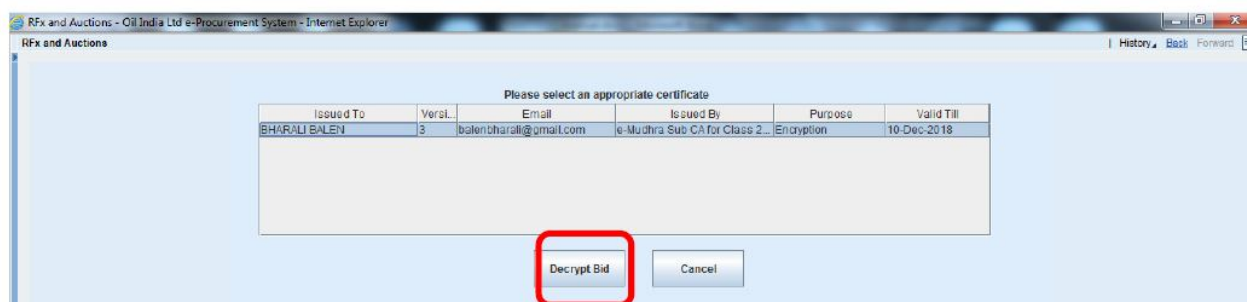 RFx and Auctions - Oil India Ltd e-Procurement System - Internet Explorer
RFx and Auctions | History Back Forward
Please select an appropriate certificate
Issued To Versi... Email Issued By Purpose Valid Till
BHARALI BALEN 3 balenbharali@gmail.com e-Mudhra Sub CA for Class 2... Encryption 10-Dec-2018
Decrypt Bid Cancel